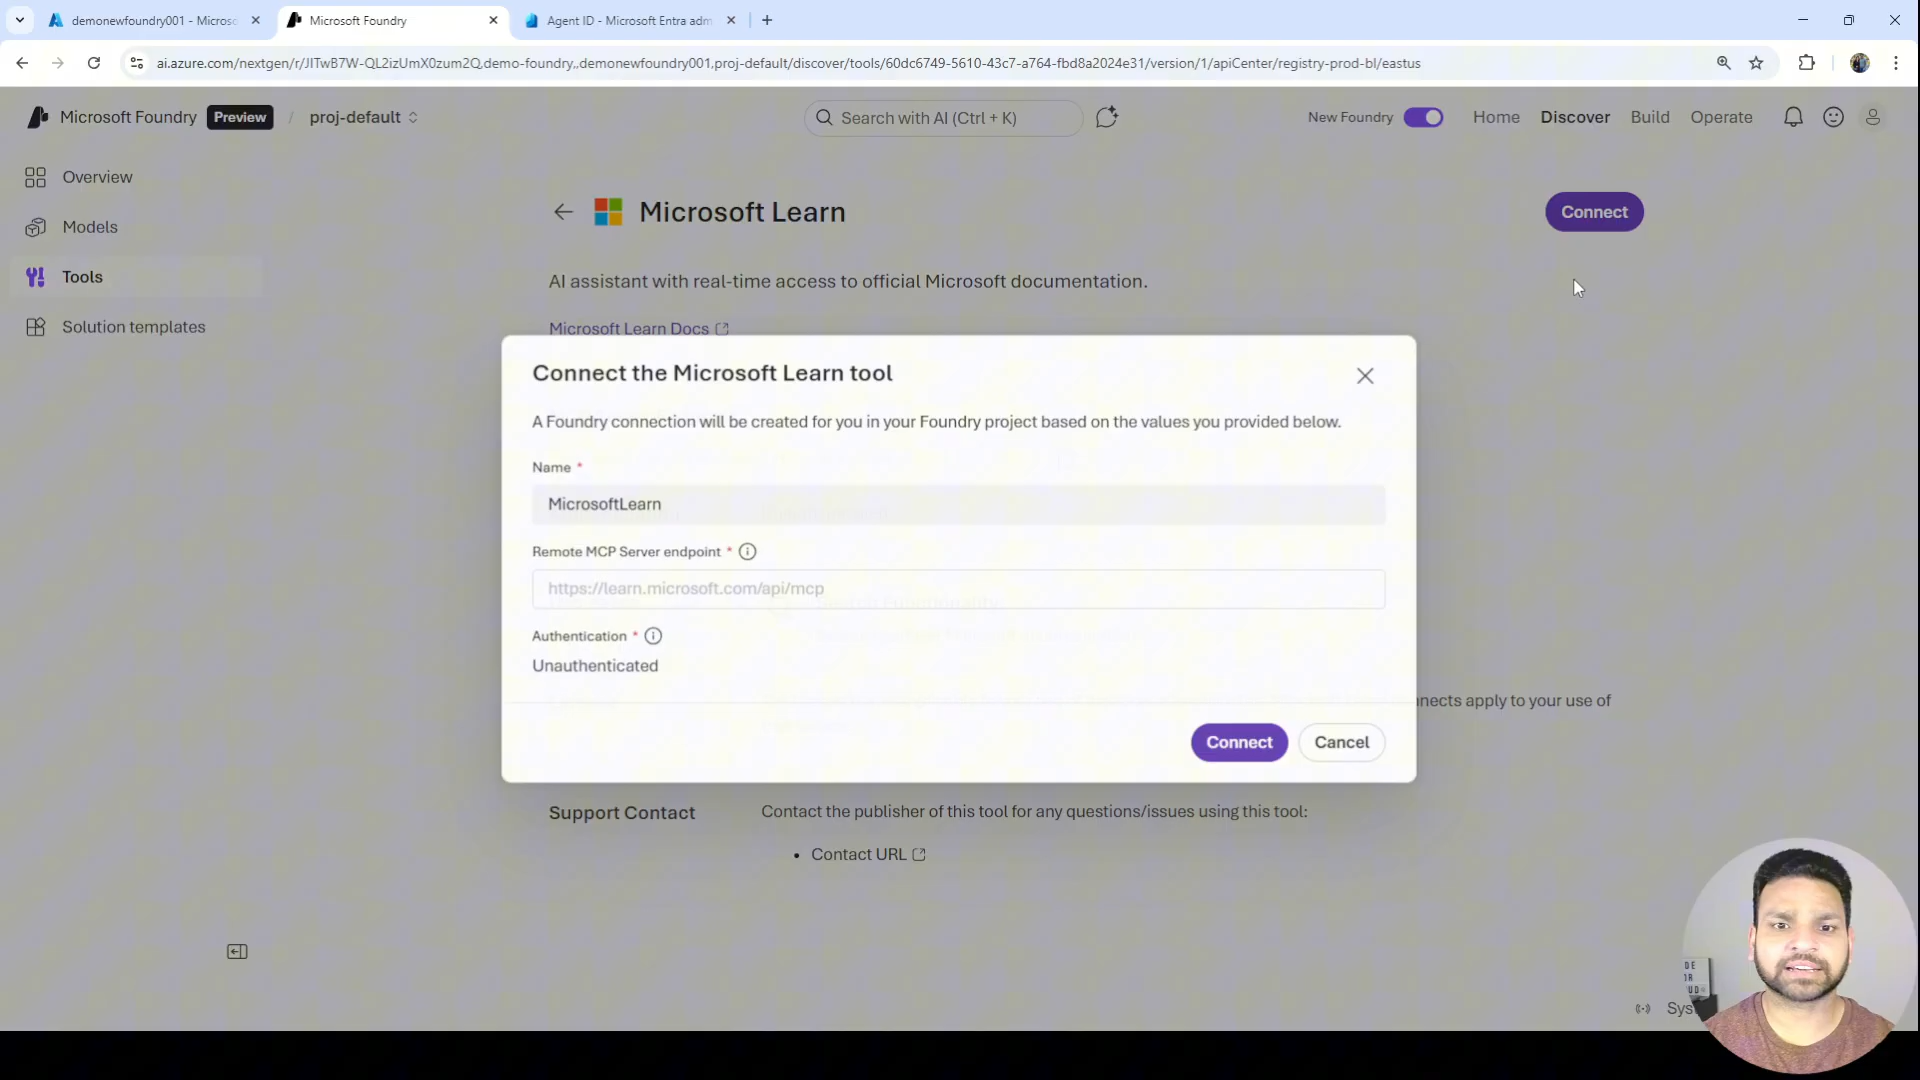 demonewfoundry001 - Microso
Microsoft Foundry
Agent ID - Microsoft Entra adm
ai.azure.com/nextgen/r/JITwB7W-QL2izUmX0zum2Q,demo-foundry,,demonewfoundry001,proj-default/discover/tools/60dc6749-5610-43c7-a764-fbd8a2024e31/version/1/apiCenter/registry-prod-bl/eastus
Microsoft Foundry Preview / proj-default
Search with AI (Ctrl + K)
New Foundry
Home Discover Build Operate
Overview
Models
Tools
Solution templates
Microsoft Learn
Connect
AI assistant with real-time access to official Microsoft documentation.
Microsoft Learn Docs
Connect the Microsoft Learn tool
A Foundry connection will be created for you in your Foundry project based on the values you provided below.
Name *
MicrosoftLearn
Remote MCP Server endpoint *
https://learn.microsoft.com/api/mcp
Authentication *
Unauthenticated
nnects apply to your use of
Connect Cancel
Support Contact
Contact the publisher of this tool for any questions/issues using this tool:
• Contact URL
DE
OR
UD
Sys